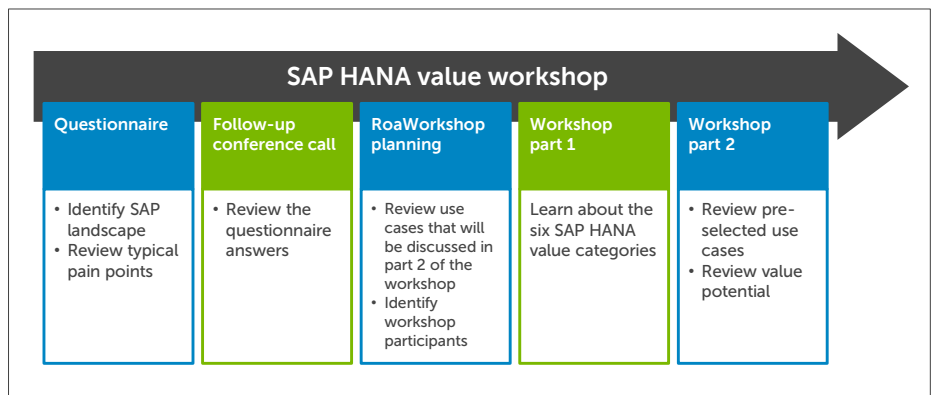 SAP HANA value workshop
Questionnaire
• Identify SAP
landscape
• Review typical
pain points
Follow-up
conference call
• Review the
questionnaire
answers
RoaWorkshop
planning
• Review use
cases that will
be discussed in
part 2 of the
workshop
• Identify
workshop
participants
Workshop
part 1
Learn about the
six SAP HANA
value categories
Workshop
part 2
• Review pre-
selected use
cases
• Review value
potential